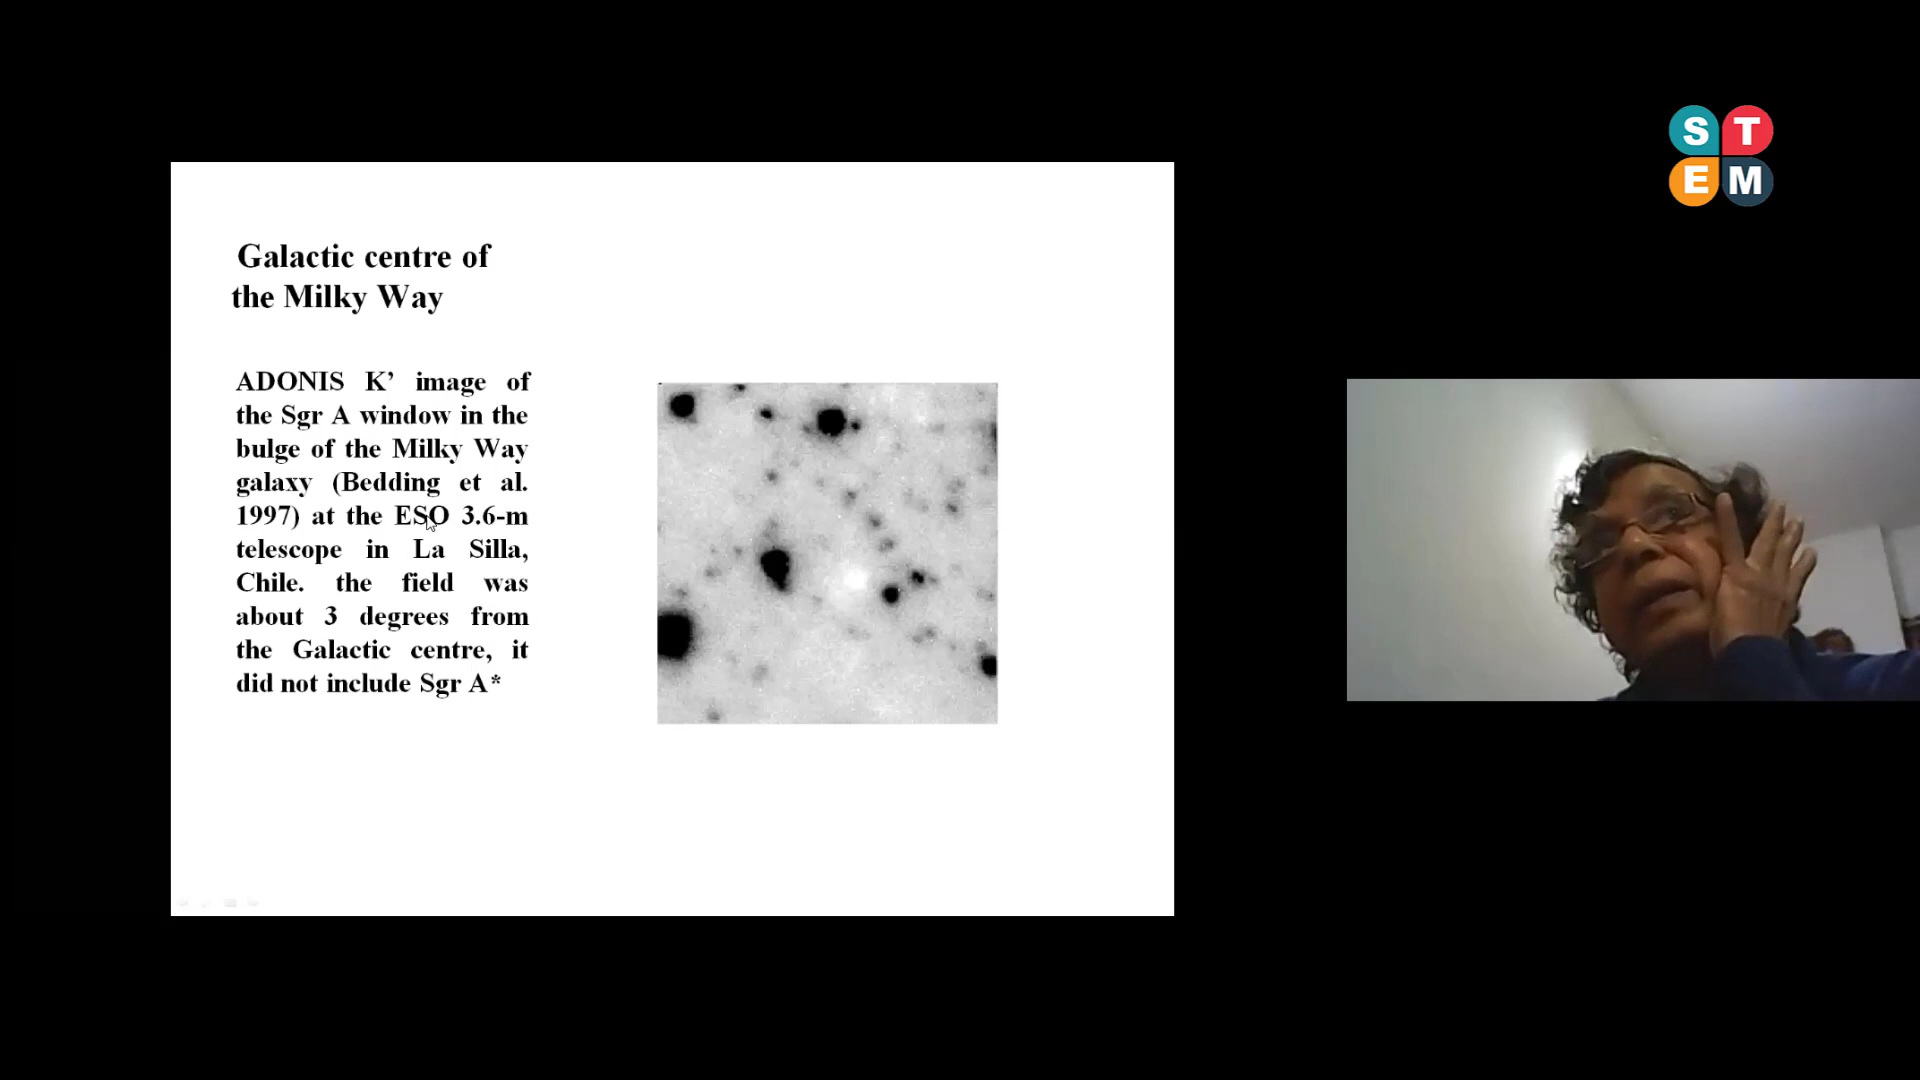 Galactic centre of
the Milky Way
ADONIS K’ image of
the Sgr A window in the
bulge of the Milky Way
galaxy (Bedding et al.
1997) at the ESO 3.6-m
telescope in La Silla,
Chile. the field was
about 3 degrees from
the Galactic centre, it
did not include Sgr A*
S T
E M